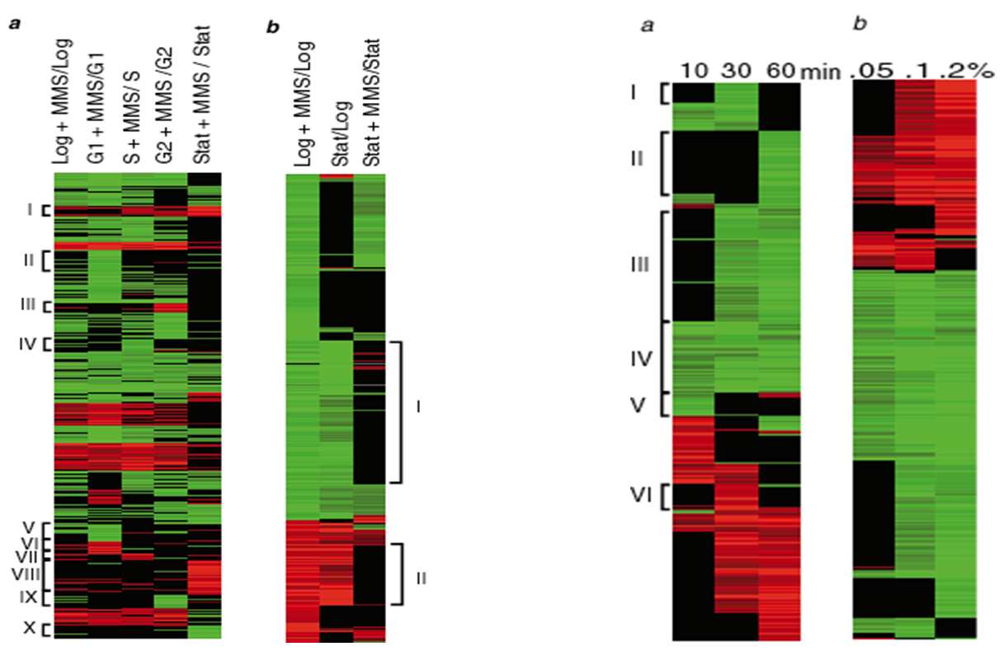 a
Log + MMS/Log
G1 + MMS/G1
S + MMS/ S
G2 + MMS /G2
Stat + MMS / Stat
I
II
III
IV
V
VI
VII
VIII
IX
X
b
Log + MMS/Log
Stat/Log
Stat + MMS/Stat
I
II
a
10 30 60 min
I
II
III
IV
V
VI
b
.05 .1 .2%